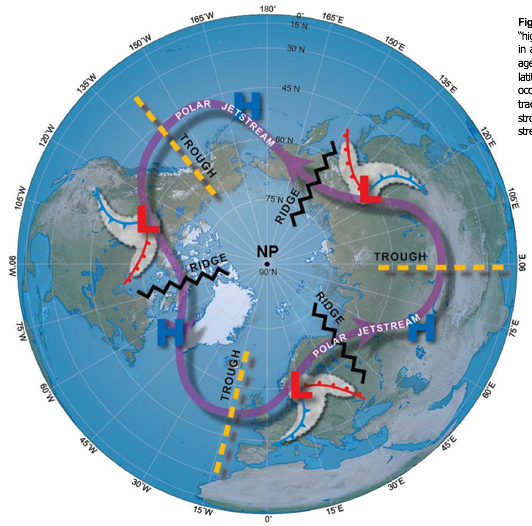 180°
165°W
165°E
150°W
150°E
135°W
135°E
120°W
120°E
105°W
105°E
90°W
90°E
75°W
75°E
60°W
60°E
45°W
45°E
30°W
30°E
15°W
15°E
0°
0°N
15°N
30°N
45°N
60°N
75°N
90°N
NP
POLAR JETSTREAM
H
TROUGH
RIDGE
L
L
TROUGH
RIDGE
H
RIDGE
POLAR JETSTREAM
H
TROUGH
L
Fig
"hig
in a
age
latit
occ
trac
stro
stre